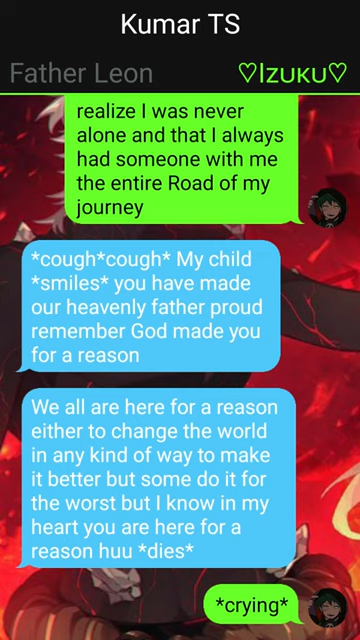 Kumar TS
Father Leon
♡Izuku♡
realize I was never
alone and that I always
had someone with me
the entire Road of my
journey
*cough*cough* My child
*smiles* you have made
our heavenly father proud
remember God made you
for a reason
We all are here for a reason
either to change the world
in any kind of way to make
it better but some do it for
the worst but I know in my
heart you are here for a
reason huu *dies*
*crying*